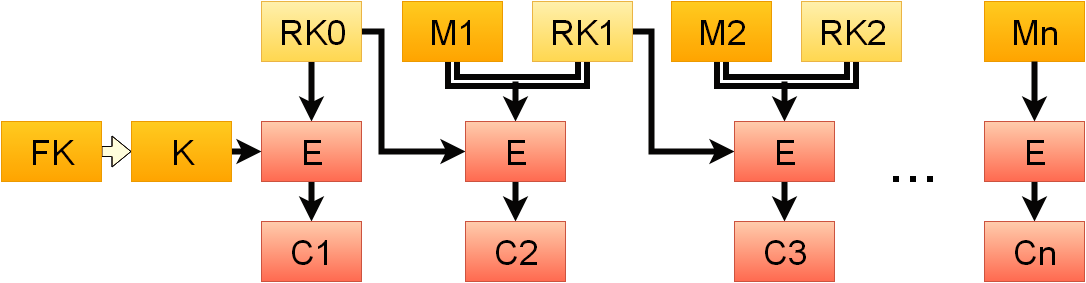 RK0 M1 RK1 M2 RK2 Mn
FK K E E E ... E
C1 C2 C3 Cn